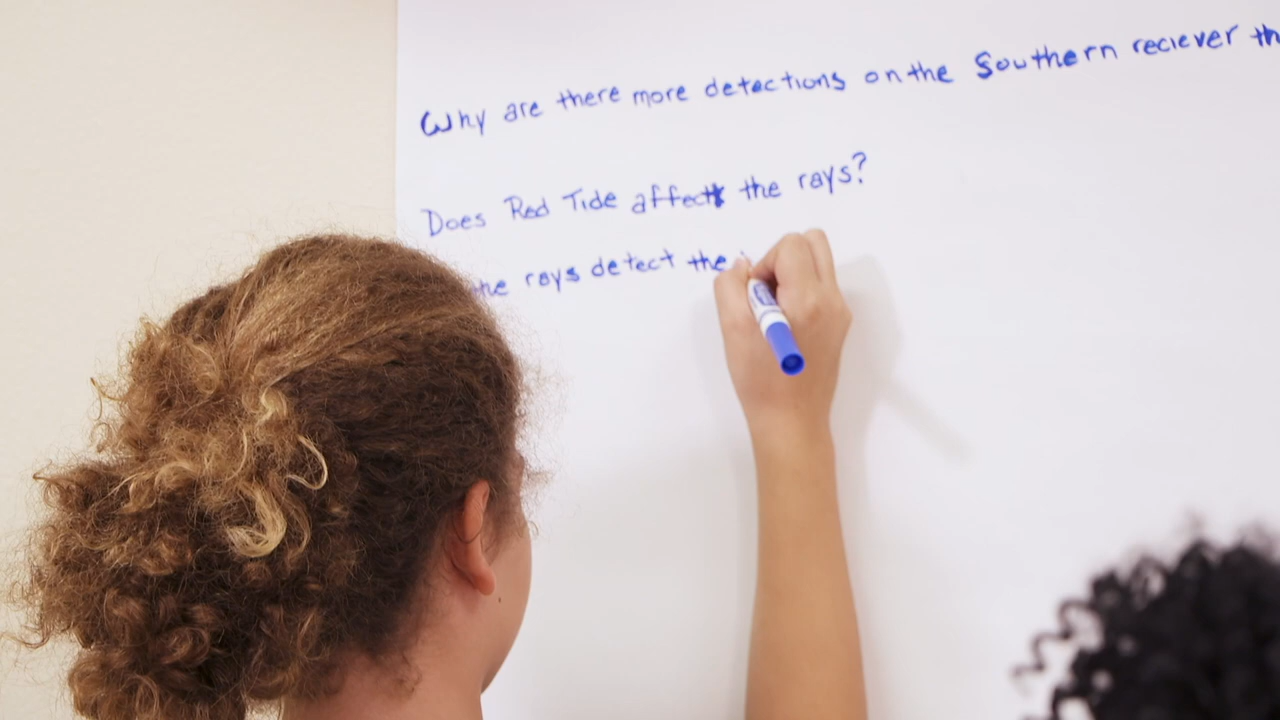 Why are there more detections on the Southern reciever th
Does Red Tide affect the rays?
he rays detect the